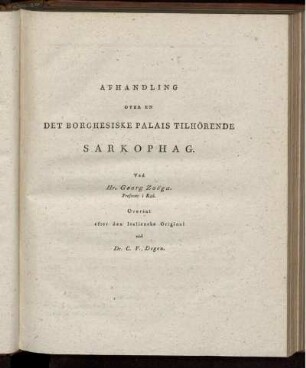 AFHANDLING
OVER EN
DET BORGHESISKE PALAIS TILHÖRENDE
SARKOPHAG.
Ved
Hr. Georg Zoëga.
Professor i Kiel.
Oversat
efter den Italienske Original
ved
Dr. C. F. Degen.